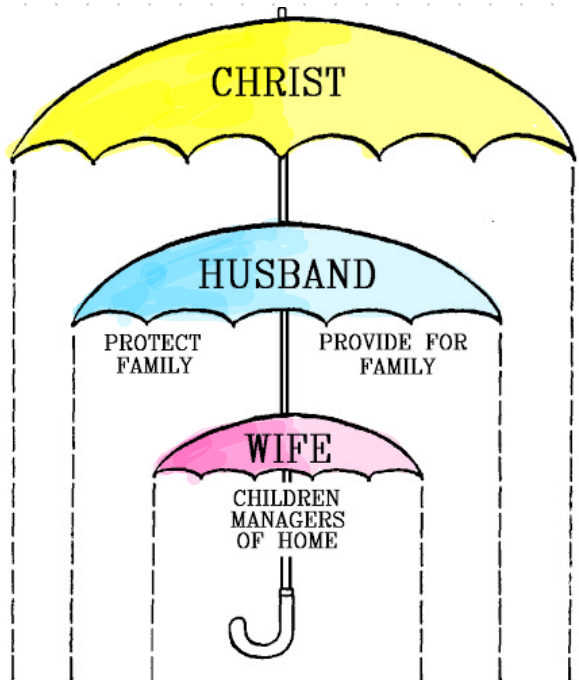 CHRIST
HUSBAND
PROTECT
FAMILY
PROVIDE FOR
FAMILY
WIFE
CHILDREN
MANAGERS
OF HOME